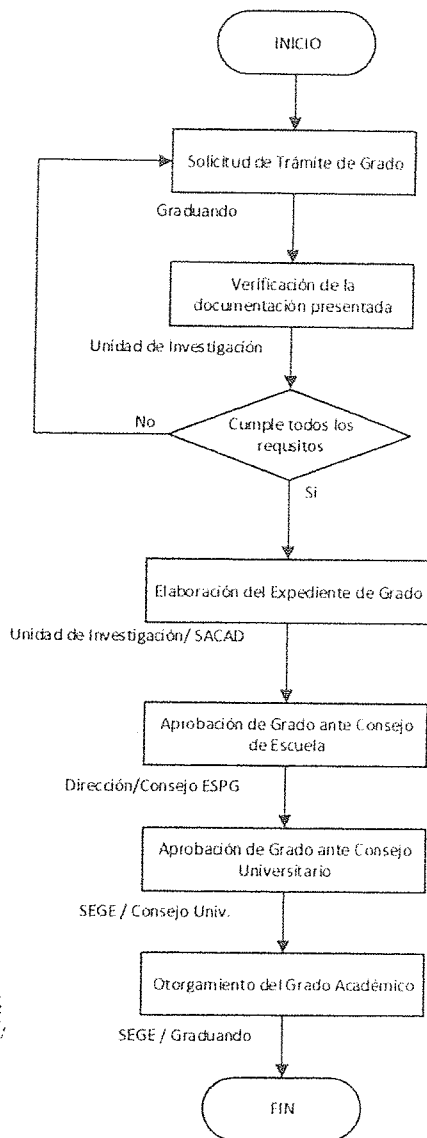 INICIO
Solicitud de Trámite de Grado
Graduando
Verificación de la
documentación presentada
Unidad de Investigación
No
Cumple todos los
requsitos
Si
Elaboración del Expediente de Grado
Unidad de Investigación/ SACAD
Aprobación de Grado ante Consejo
de Escuela
Dirección/Consejo ESPG
Aprobación de Grado ante Consejo
Universitario
SEGE / Consejo Univ.
Otorgamiento del Grado Académico
SEGE / Graduando
FIN